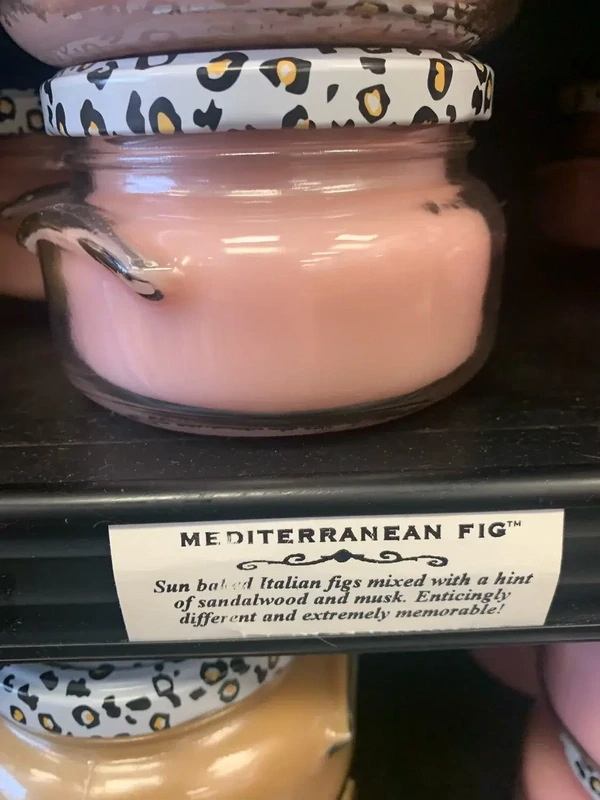 MEDITERRANEAN FIG™
Sun baked Italian figs mixed with a hint
of sandalwood and musk. Enticingly
different and extremely memorable!